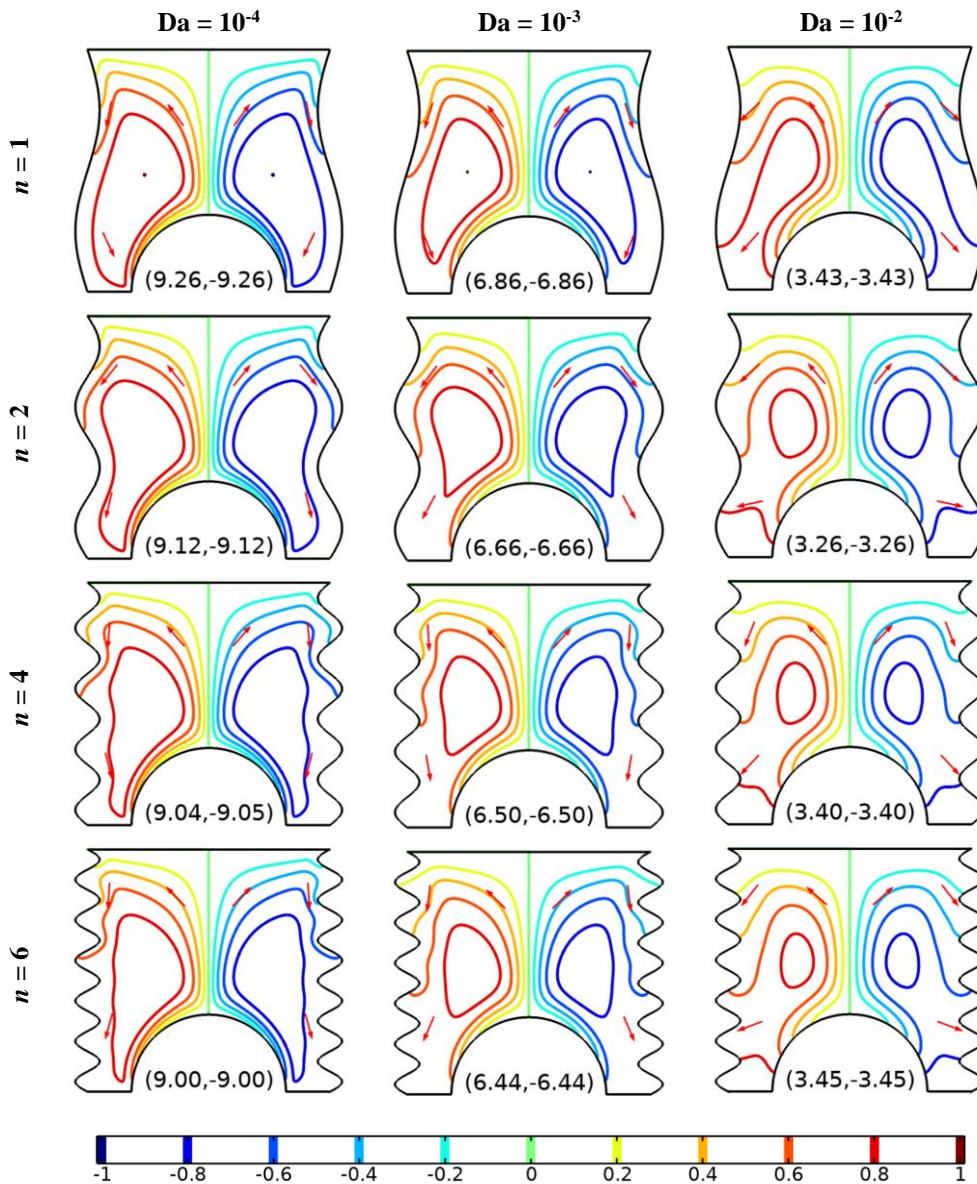 Da = 10⁻⁴ Da = 10⁻³ Da = 10⁻²
n = 1
(9.26,-9.26) (6.86,-6.86) (3.43,-3.43)
n = 2
(9.12,-9.12) (6.66,-6.66) (3.26,-3.26)
n = 4
(9.04,-9.05) (6.50,-6.50) (3.40,-3.40)
n = 6
(9.00,-9.00) (6.44,-6.44) (3.45,-3.45)
-1 -0.8 -0.6 -0.4 -0.2 0 0.2 0.4 0.6 0.8 1